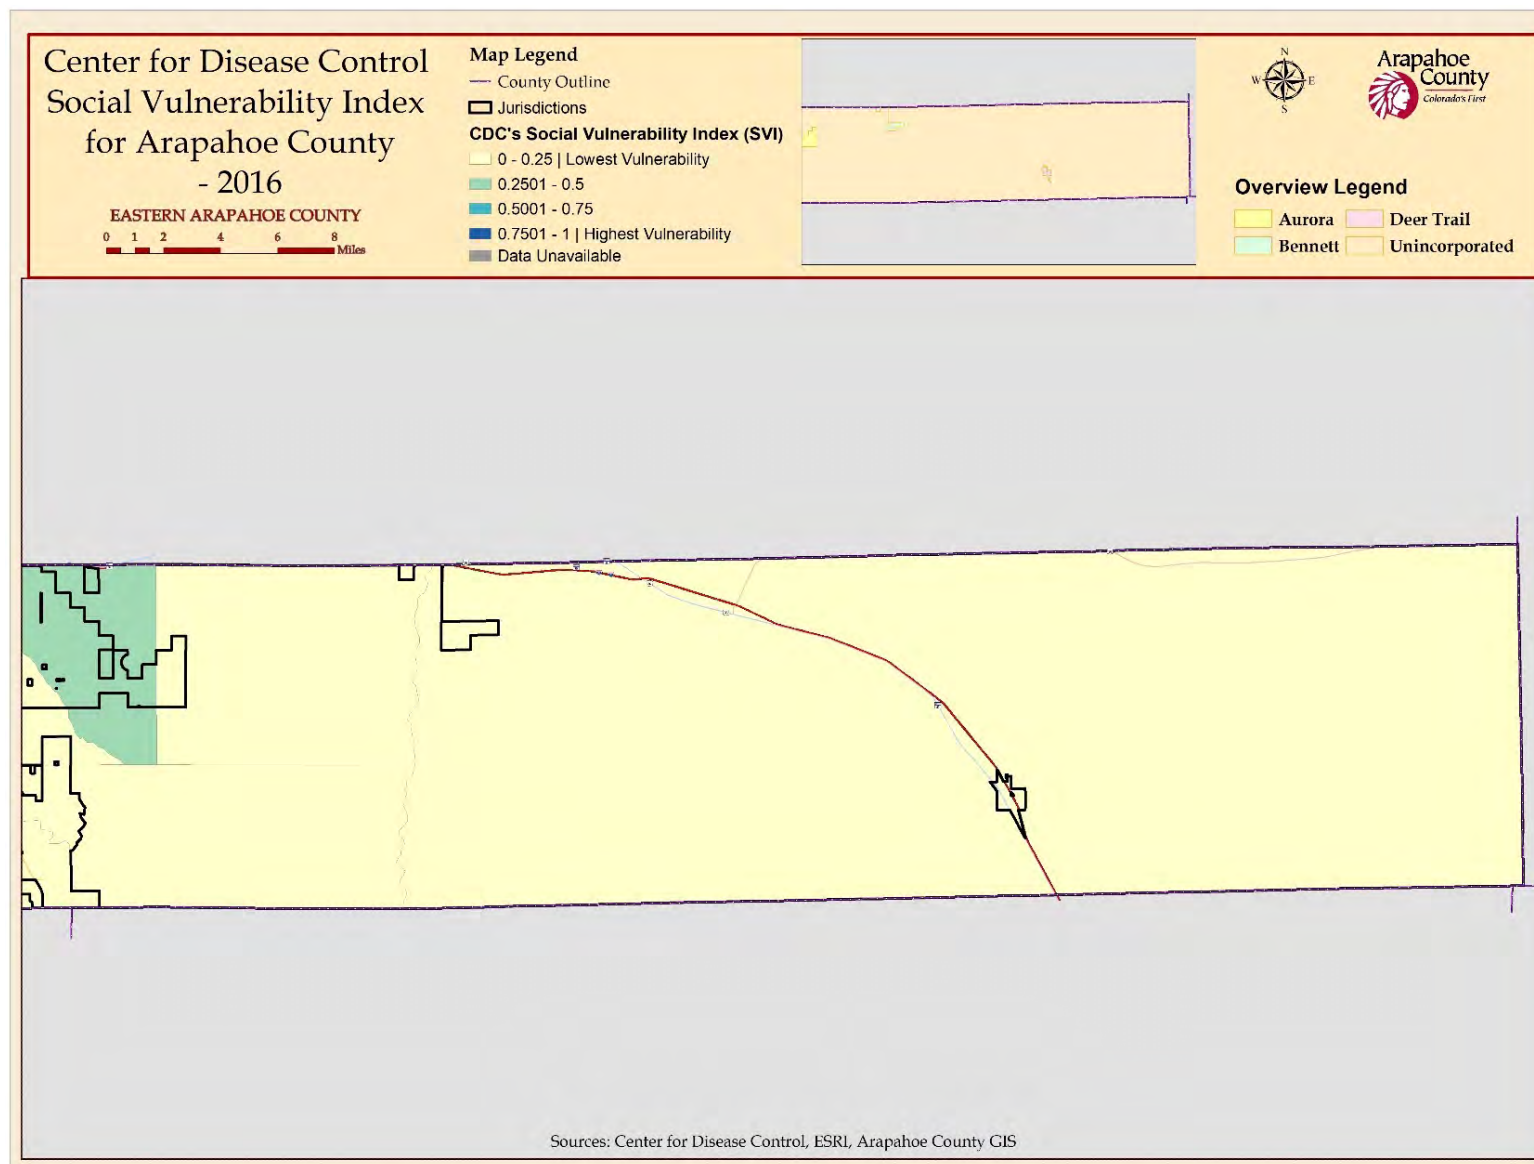 Center for Disease Control
Social Vulnerability Index
for Arapahoe County
- 2016
EASTERN ARAPAHOE COUNTY
0 1 2 4 6 8
Miles
Map Legend
County Outline
Jurisdictions
CDC's Social Vulnerability Index (SVI)
0 - 0.25 | Lowest Vulnerability
0.2501 - 0.5
0.5001 - 0.75
0.7501 - 1 | Highest Vulnerability
Data Unavailable
N
W E
S
Arapahoe
County
Colorado's First
Overview Legend
Aurora Deer Trail
Bennett Unincorporated
Sources: Center for Disease Control, ESRI, Arapahoe County GIS